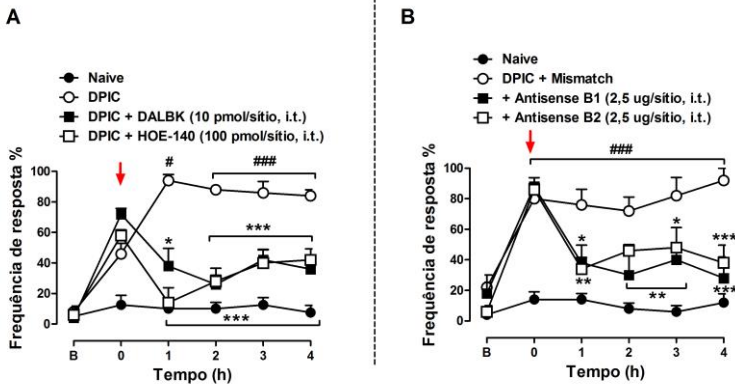 A
Naive
DPIC
DPIC + DALBK (10 pmol/sítio, i.t.)
DPIC + HOE-140 (100 pmol/sítio, i.t.)
Frequência de resposta %
100
80
60
40
20
0
#
###
*
***
***
B 0 1 2 3 4
Tempo (h)
B
Naive
DPIC + Mismatch
+ Antisense B1 (2,5 ug/sítio, i.t.)
+ Antisense B2 (2,5 ug/sítio, i.t.)
Frequência de resposta %
100
80
60
40
20
0
###
*
*
***
**
**
***
B 0 1 2 3 4
Tempo (h)